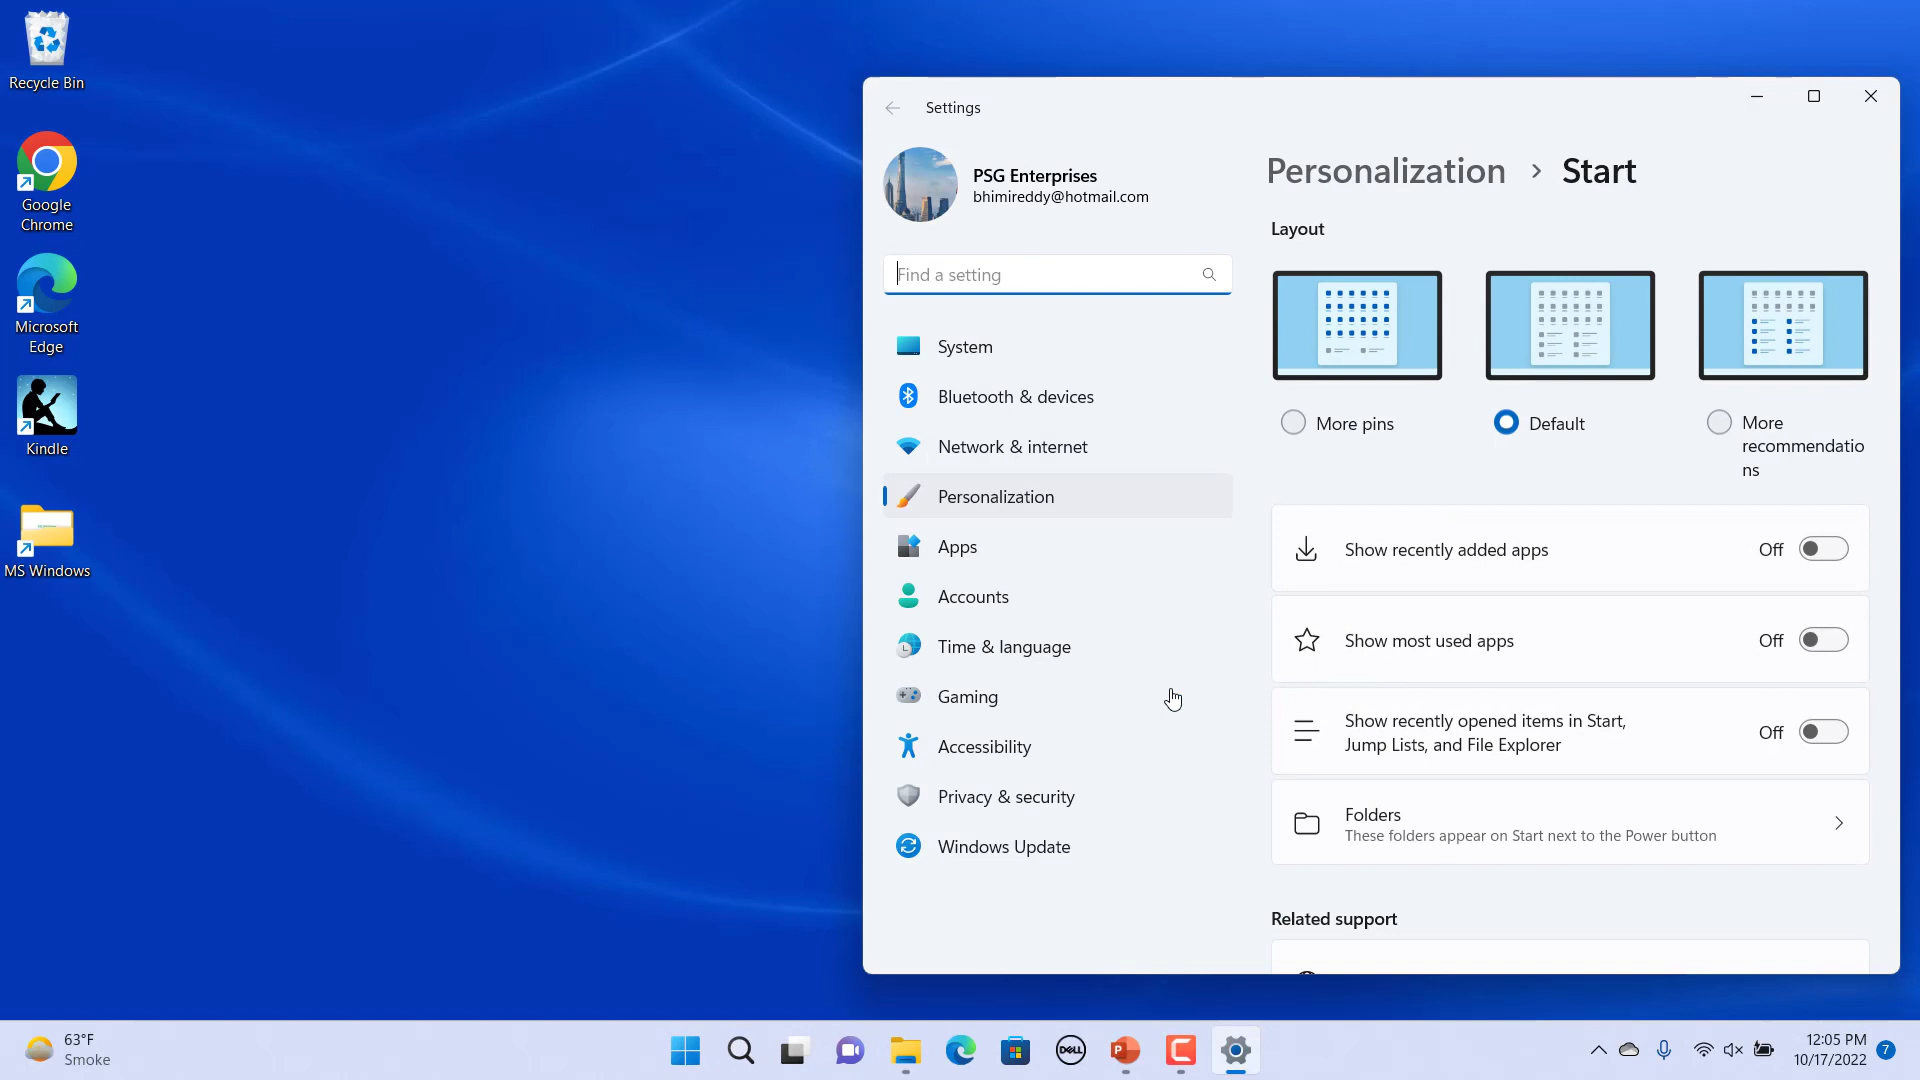 Recycle Bin
Google
Chrome
Microsoft
Edge
Kindle
MS Windows
Settings
PSG Enterprises
bhimireddy@hotmail.com
Find a setting
System
Bluetooth & devices
Network & internet
Personalization
Apps
Accounts
Time & language
Gaming
Accessibility
Privacy & security
Windows Update
Personalization > Start
Layout
More pins
Default
More
recommendatio
ns
Show recently added apps Off
Show most used apps Off
Show recently opened items in Start,
Jump Lists, and File Explorer
Off
Folders
These folders appear on Start next to the Power button
Related support
63°F
Smoke
DELL
P
12:05 PM
10/17/2022
7